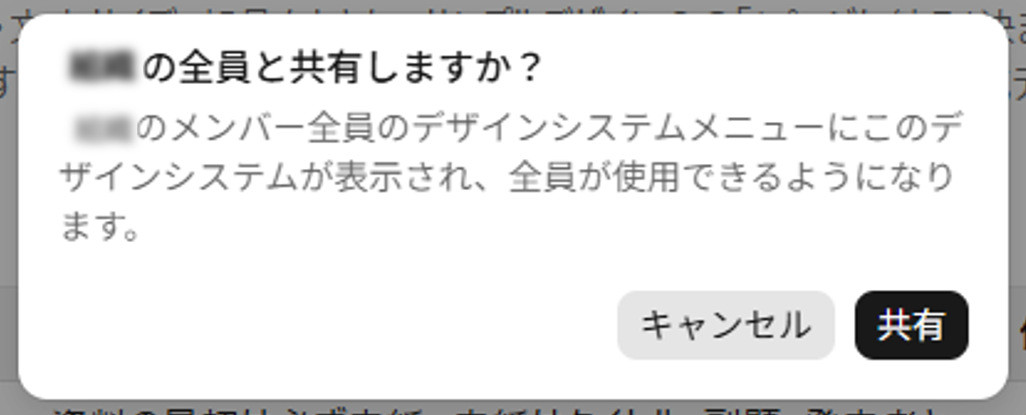 の全員と共有しますか？
のメンバー全員のデザインシステムメニューにこのデ
ザインシステムが表示され、全員が使用できるようになり
ます。
キャンセル
共有